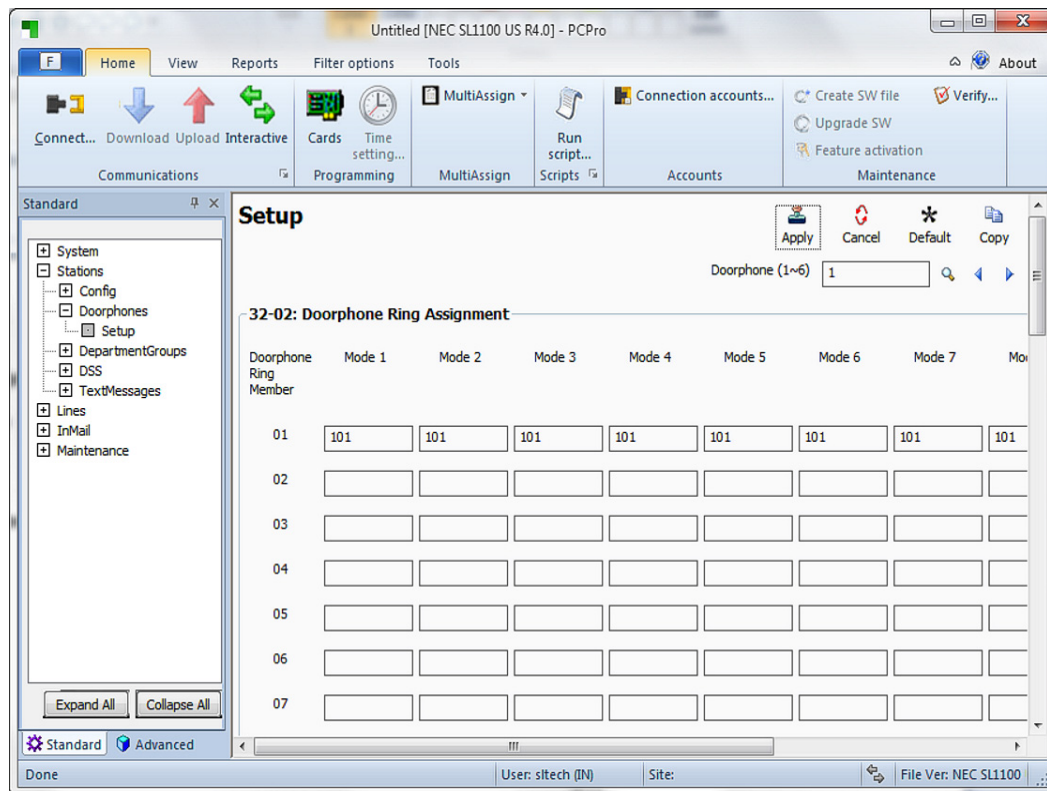 Untitled [NEC SL1100 US R4.0] - PCPro
F Home View Reports Filter options Tools About
Connect... Download Upload Interactive Cards Time setting... MultiAssign Run script... Connection accounts... Create SW file Verify...
Upgrade SW
Feature activation
Communications Programming MultiAssign Scripts Accounts Maintenance
Standard
System
Stations
Config
Doorphones
Setup
DepartmentGroups
DSS
TextMessages
Lines
InMail
Maintenance
Expand All Collapse All
Standard Advanced
Setup
Apply Cancel Default Copy
Doorphone (1~6) 1
32-02: Doorphone Ring Assignment
Doorphone Ring Member Mode 1 Mode 2 Mode 3 Mode 4 Mode 5 Mode 6 Mode 7
01 101 101 101 101 101 101 101 101
02
03
04
05
06
07
Done User: sltech (IN) Site: File Ver: NEC SL1100